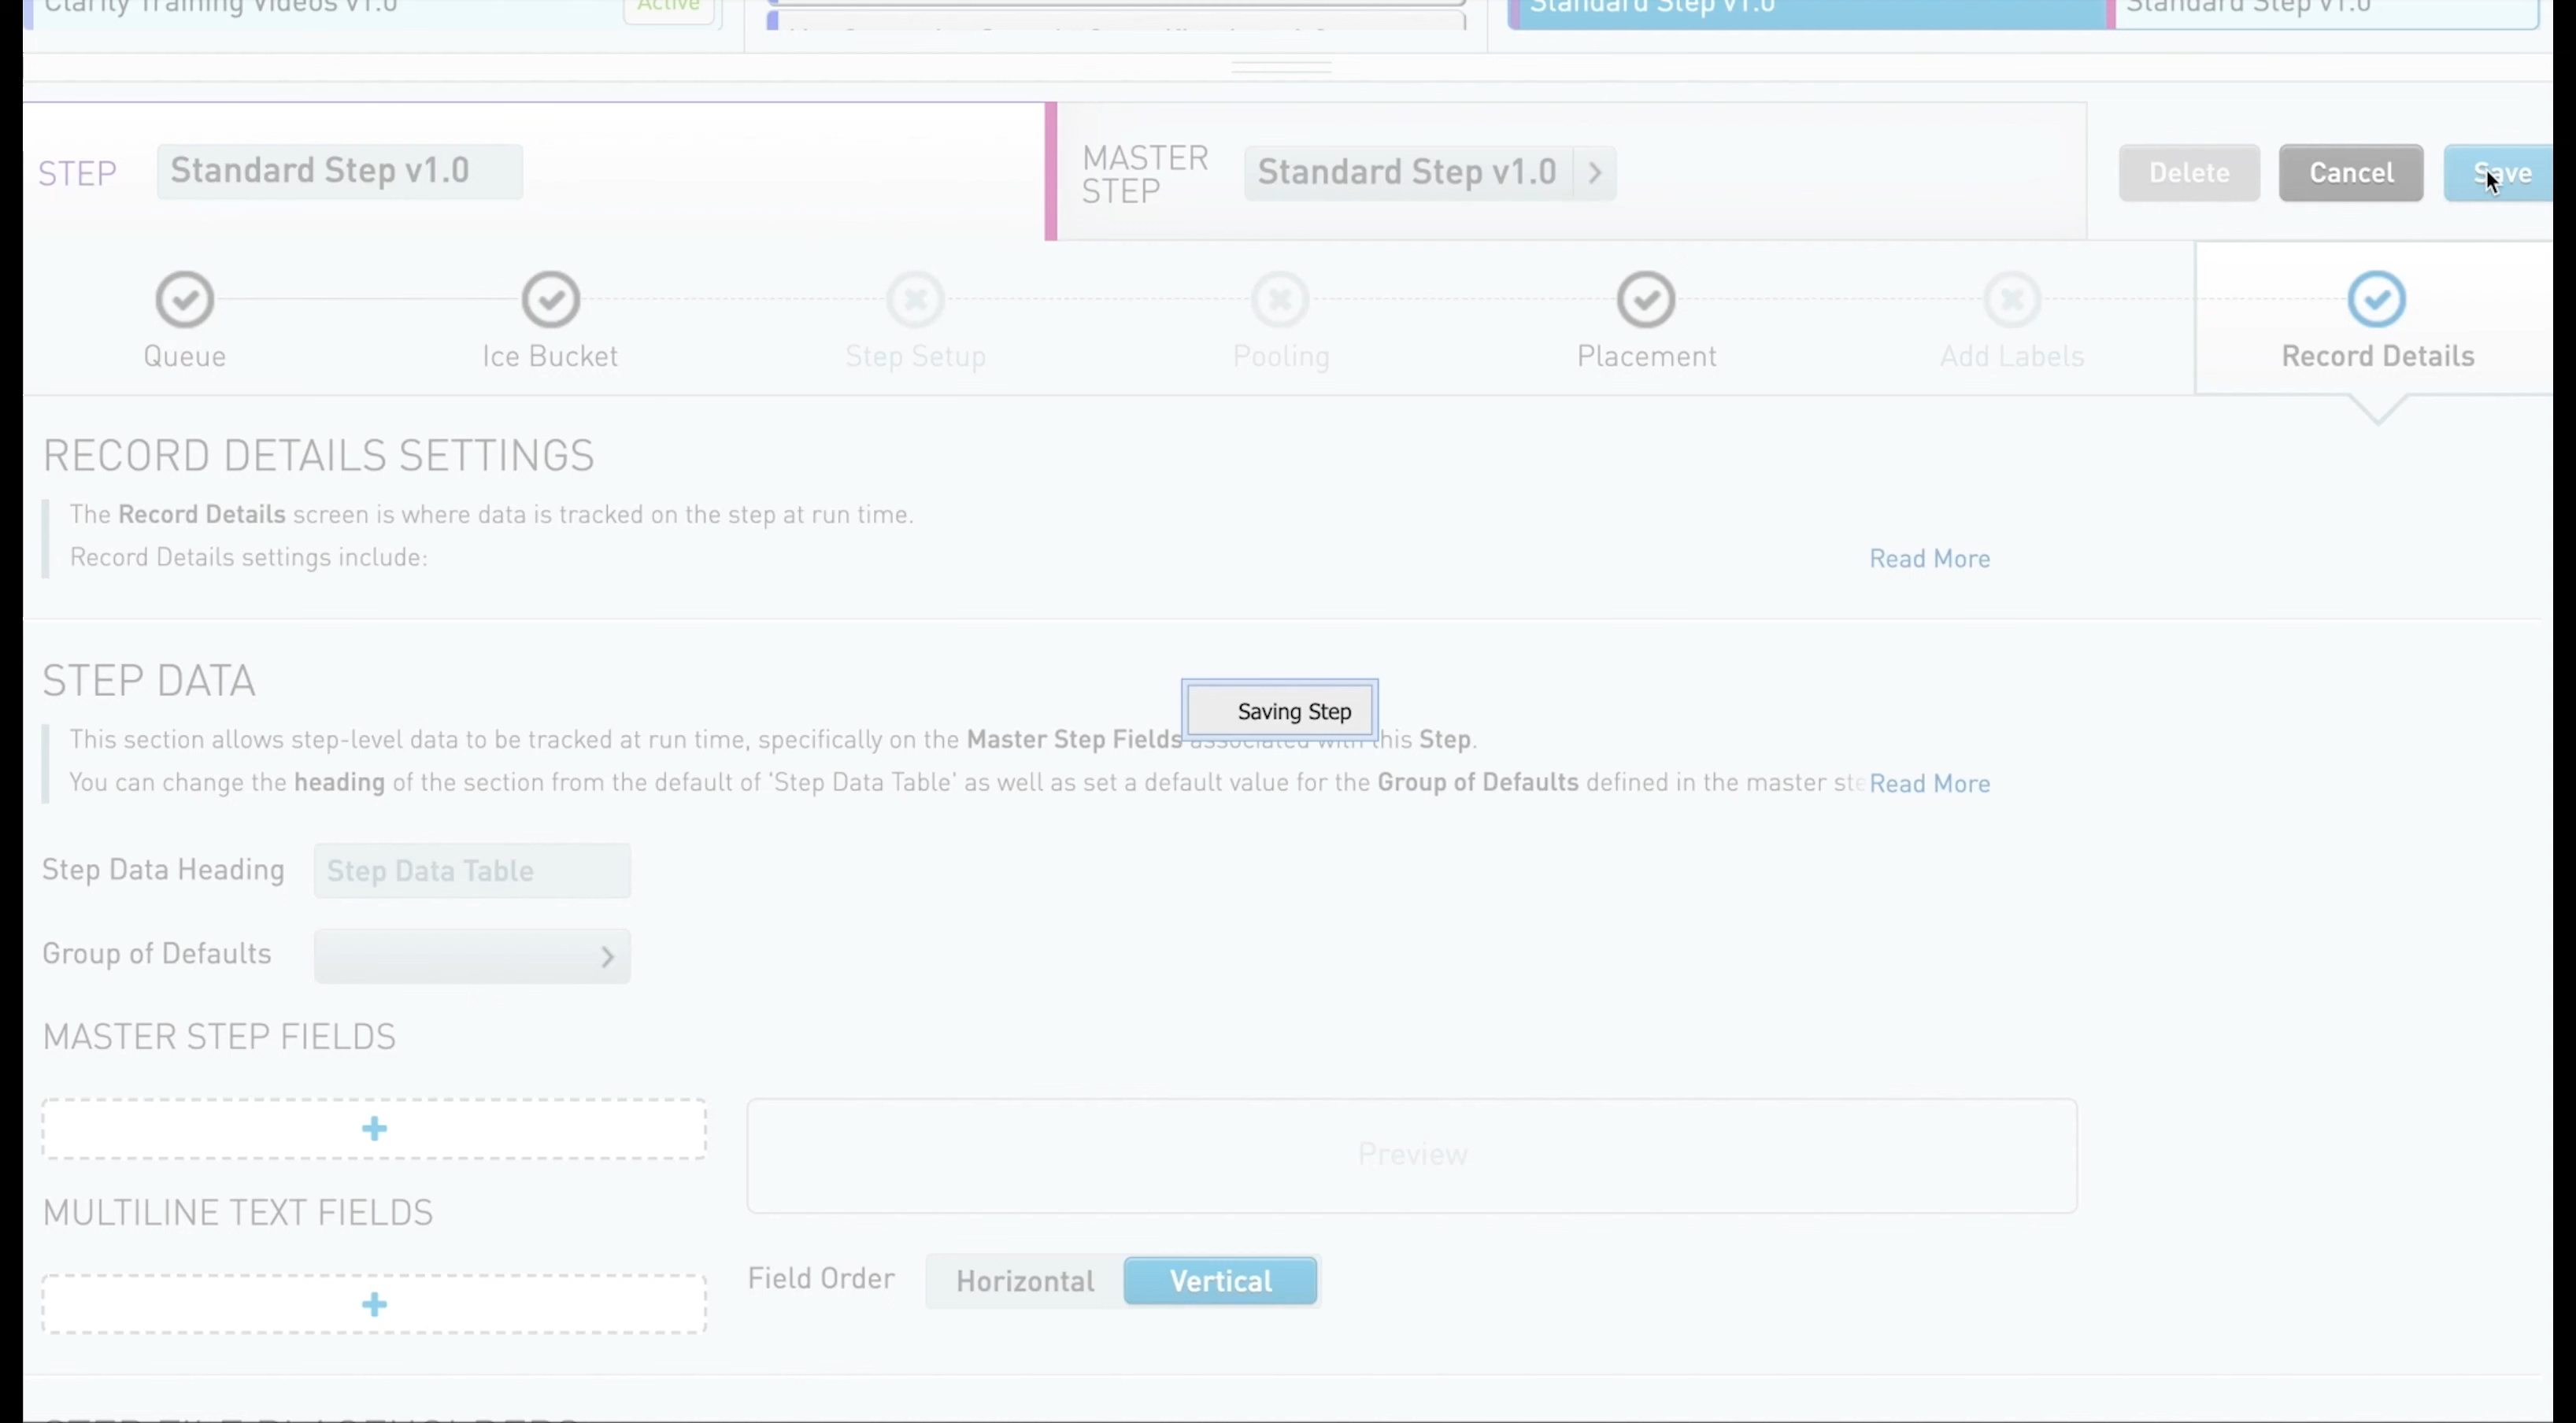 Clarity Training Videos v1.0
Active
Standard Step v1.0
Standard Step v1.0
STEP
Standard Step v1.0
MASTER
STEP
Standard Step v1.0
Delete
Cancel
Save
Queue
Ice Bucket
Step Setup
Pooling
Placement
Add Labels
Record Details
RECORD DETAILS SETTINGS
The Record Details screen is where data is tracked on the step at run time.
Record Details settings include:
Read More
STEP DATA
Saving Step
This section allows step-level data to be tracked at run time, specifically on the Master Step Fields associated with this Step.
You can change the heading of the section from the default of 'Step Data Table' as well as set a default value for the Group of Defaults defined in the master ste
Read More
Step Data Heading
Step Data Table
Group of Defaults
MASTER STEP FIELDS
Preview
MULTILINE TEXT FIELDS
Field Order
Horizontal
Vertical